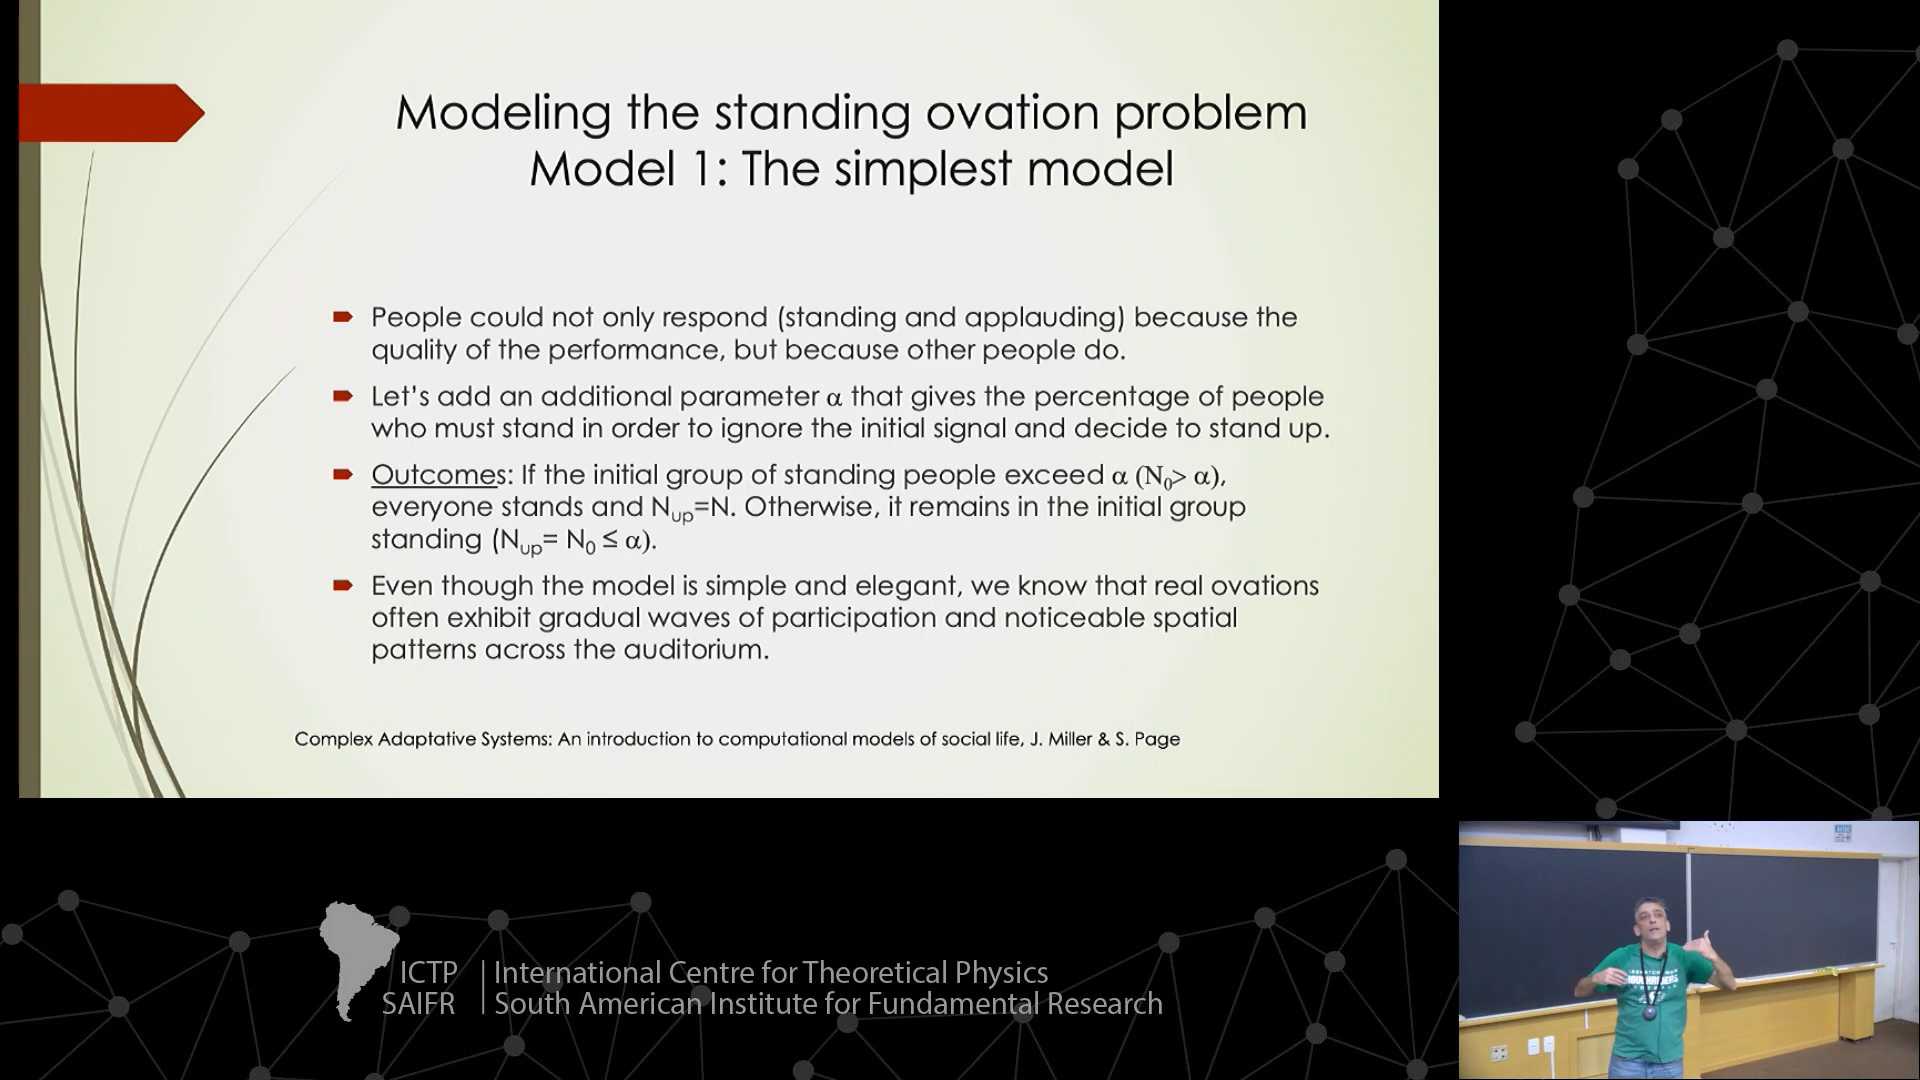 Modeling the standing ovation problem
Model 1: The simplest model
People could not only respond (standing and applauding) because the
quality of the performance, but because other people do.
Let's add an additional parameter α that gives the percentage of people
who must stand in order to ignore the initial signal and decide to stand up.
Outcomes: If the initial group of standing people exceed α (N0> α),
everyone stands and Nup=N. Otherwise, it remains in the initial group
standing (Nup= N0 ≤ α).
Even though the model is simple and elegant, we know that real ovations
often exhibit gradual waves of participation and noticeable spatial
patterns across the auditorium.
Complex Adaptative Systems: An introduction to computational models of social life, J. Miller & S. Page
ICTP
SAIFR
International Centre for Theoretical Physics
South American Institute for Fundamental Research